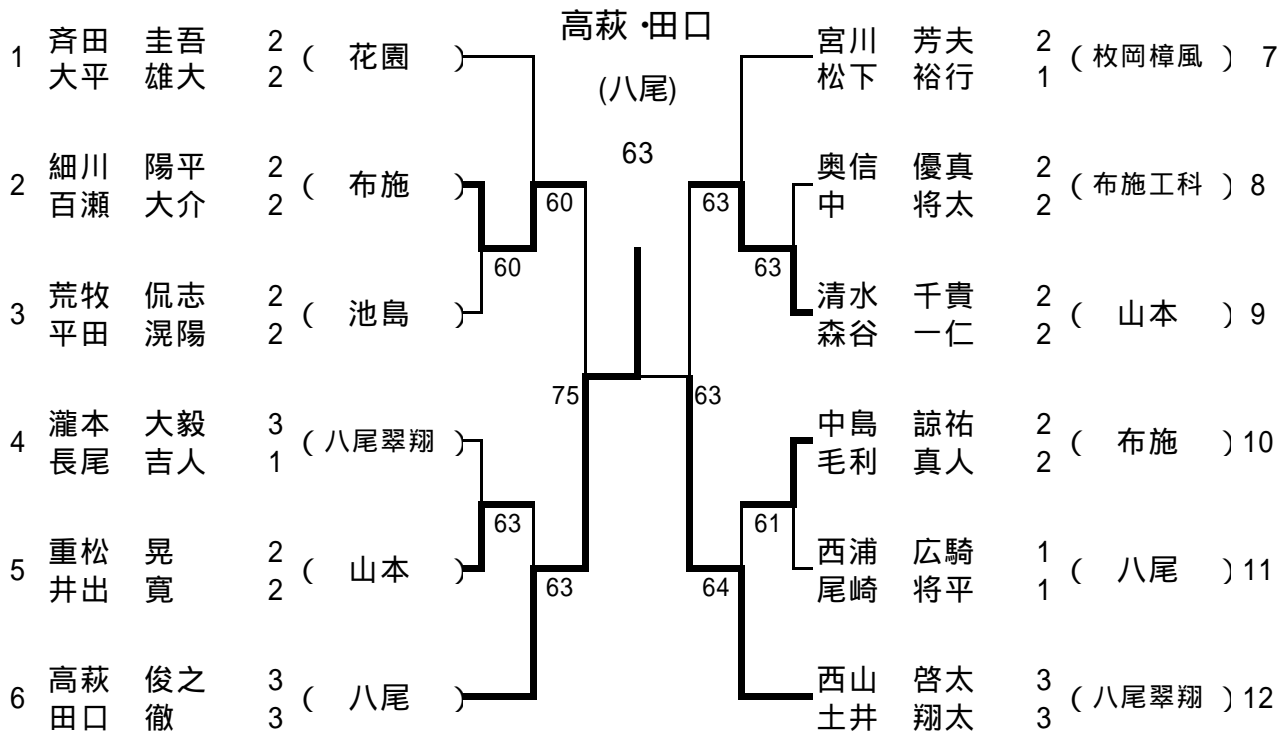 高萩・田口
(八尾)
63
1 斉田 圭吾 2 ( 花園 )
大平 雄大 2
2 細川 陽平 2 ( 布施 )
百瀬 大介 2
3 荒牧 侃志 2 ( 池島 )
平田 滉陽 2
4 瀧本 大毅 3 ( 八尾翠翔 )
長尾 吉人 1
5 重松 晃 2 ( 山本 )
井出 寛 2
6 高萩 俊之 3 ( 八尾 )
田口 徹 3
60
60
75
63
63
宮川 芳夫 2 ( 枚岡樟風 ) 7
松下 裕行 1
奥信 優真 2 ( 布施工科 ) 8
中 将太 2
清水 千貴 2 ( 山本 ) 9
森谷 一仁 2
中島 諒祐 2 ( 布施 ) 10
毛利 真人 2
西浦 広騎 1 ( 八尾 ) 11
尾崎 将平 1
西山 啓太 3 ( 八尾翠翔 ) 12
土井 翔太 3
63
63
63
61
64